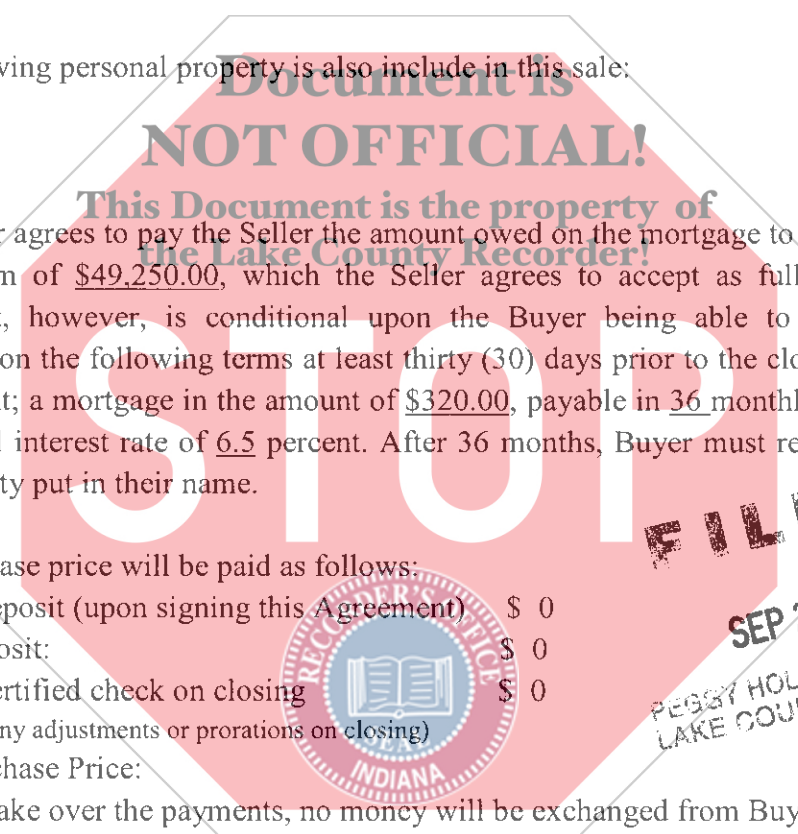 wing personal property is also include in this sale:
Document is
NOT OFFICIAL!
This Document is the property of
the Lake County Recorder!
r agrees to pay the Seller the amount owed on the mortgage to
m of $49,250.00, which the Seller agrees to accept as full
t, however, is conditional upon the Buyer being able to
on the following terms at least thirty (30) days prior to the clo
nt; a mortgage in the amount of $320.00, payable in 36 monthl
l interest rate of 6.5 percent. After 36 months, Buyer must re
ty put in their name.
STOP
ase price will be paid as follows:
eposit (upon signing this Agreement) $ 0
osit: $ 0
ertified check on closing $ 0
ny adjustments or prorations on closing)
chase Price:
ake over the payments, no money will be exchanged from Buy
FIL
SEP
PEGGY HOL
LAKE COU
RECORDER'S OFFICE
SEAL
INDIANA